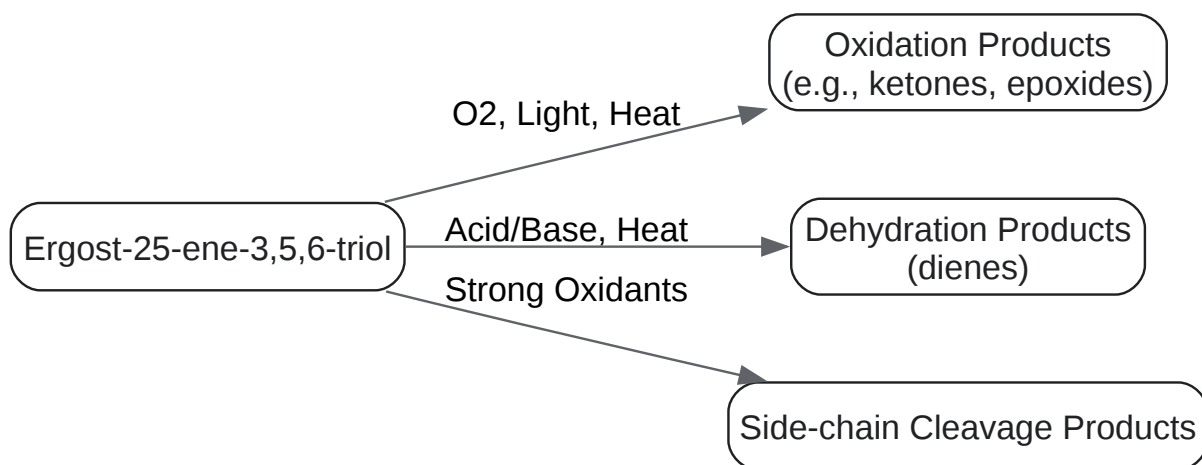 Oxidation Products
(e.g., ketones, epoxides)
O2, Light, Heat
Ergost-25-ene-3,5,6-triol
Acid/Base, Heat
Dehydration Products
(dienes)
Strong Oxidants
Side-chain Cleavage Products